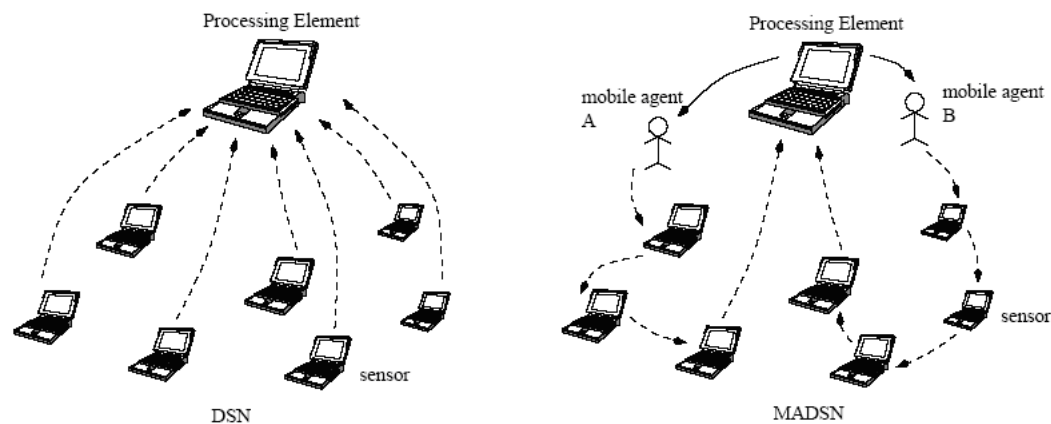 Processing Element
sensor
DSN
Processing Element
mobile agent
A
mobile agent
B
sensor
MADSN